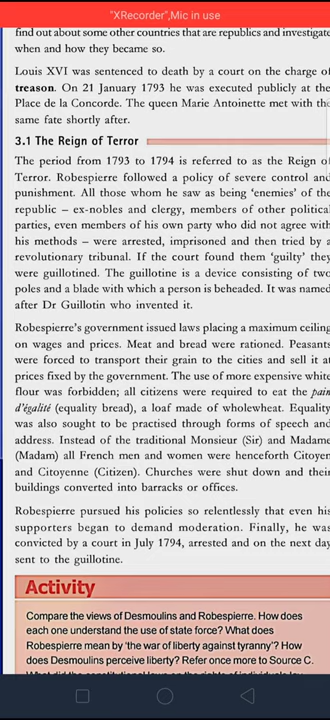 "XRecorder",Mic in use
find out about some other countries that are republics and investigate
when and how they became so.
Louis XVI was sentenced to death by a court on the charge of
treason. On 21 January 1793 he was executed publicly at the
Place de la Concorde. The queen Marie Antoinette met with the
same fate shortly after.
3.1 The Reign of Terror
The period from 1793 to 1794 is referred to as the Reign of
Terror. Robespierre followed a policy of severe control and
punishment. All those whom he saw as being ‘enemies’ of the
republic – ex-nobles and clergy, members of other political
parties, even members of his own party who did not agree with
his methods – were arrested, imprisoned and then tried by a
revolutionary tribunal. If the court found them ‘guilty’ they
were guillotined. The guillotine is a device consisting of two
poles and a blade with which a person is beheaded. It was named
after Dr Guillotin who invented it.
Robespierre’s government issued laws placing a maximum ceiling
on wages and prices. Meat and bread were rationed. Peasants
were forced to transport their grain to the cities and sell it at
prices fixed by the government. The use of more expensive white
flour was forbidden; all citizens were required to eat the pain
d’égalité (equality bread), a loaf made of wholewheat. Equality
was also sought to be practised through forms of speech and
address. Instead of the traditional Monsieur (Sir) and Madame
(Madam) all French men and women were henceforth Citoyen
and Citoyenne (Citizen). Churches were shut down and their
buildings converted into barracks or offices.
Robespierre pursued his policies so relentlessly that even his
supporters began to demand moderation. Finally, he was
convicted by a court in July 1794, arrested and on the next day
sent to the guillotine.
Activity
Compare the views of Desmoulins and Robespierre. How does
each one understand the use of state force? What does
Robespierre mean by ‘the war of liberty against tyranny’? How
does Desmoulins perceive liberty? Refer once more to Source C.
What did the constitutional laws on the rights of individuals lay